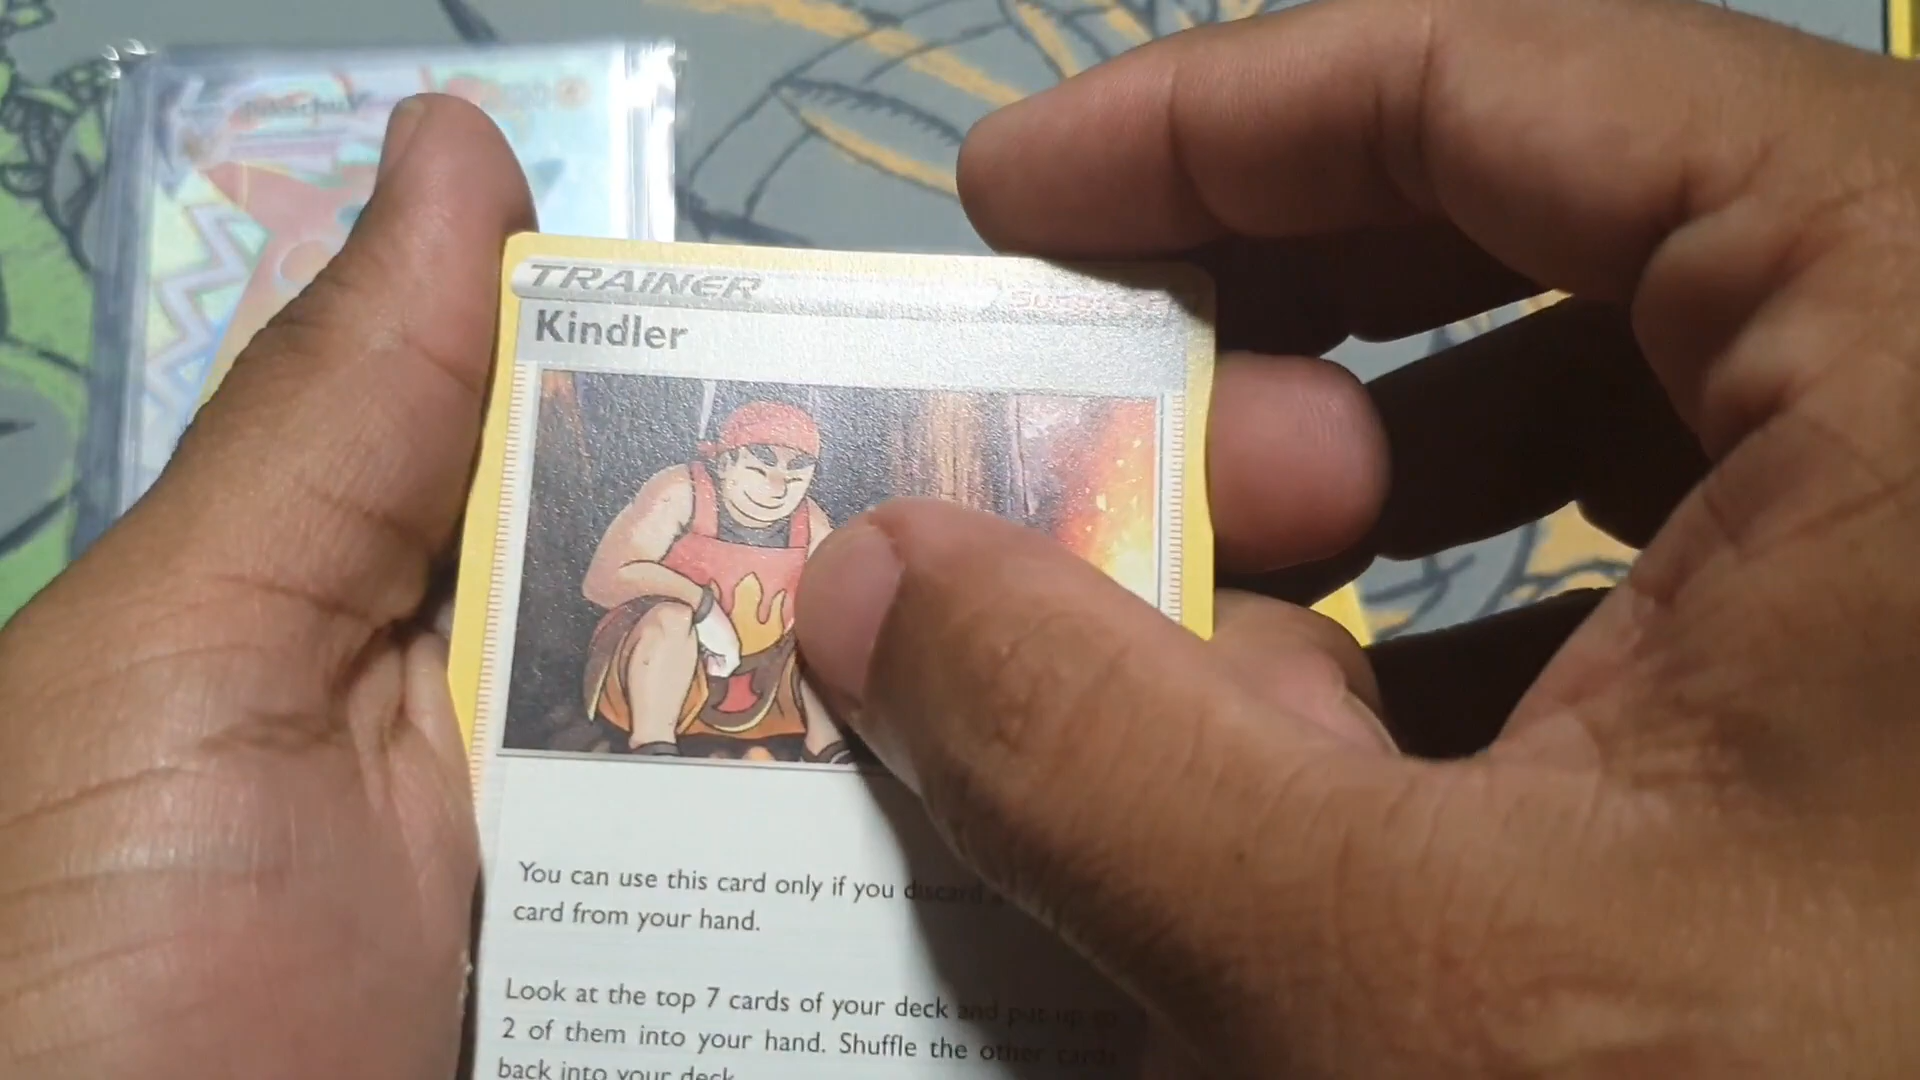 TRAINER
Kindler
You can use this card only if you discard
card from your hand.
Look at the top 7 cards of your deck and put up to
2 of them into your hand. Shuffle the other cards
back into your deck.